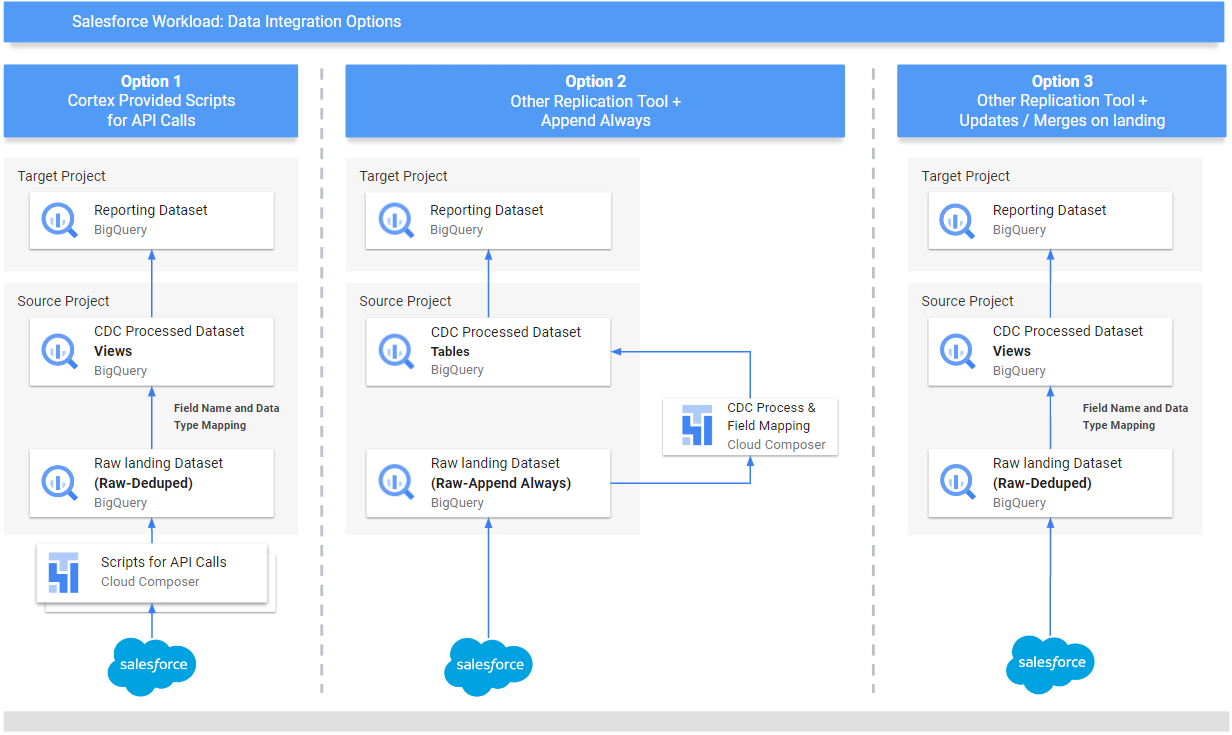 Salesforce Workload: Data Integration Options
Option 1
Cortex Provided Scripts
for API Calls
Target Project
Reporting Dataset
BigQuery
Source Project
CDC Processed Dataset
Views
BigQuery
Field Name and Data
Type Mapping
Raw landing Dataset
(Raw-Deduped)
BigQuery
Scripts for API Calls
Cloud Composer
salesforce
Option 2
Other Replication Tool +
Append Always
Target Project
Reporting Dataset
BigQuery
Source Project
CDC Processed Dataset
Tables
BigQuery
CDC Process &
Field Mapping
Cloud Composer
Raw landing Dataset
(Raw-Append Always)
BigQuery
salesforce
Option 3
Other Replication Tool +
Updates / Merges on landing
Target Project
Reporting Dataset
BigQuery
Source Project
CDC Processed Dataset
Views
BigQuery
Field Name and Data
Type Mapping
Raw landing Dataset
(Raw-Deduped)
BigQuery
salesforce